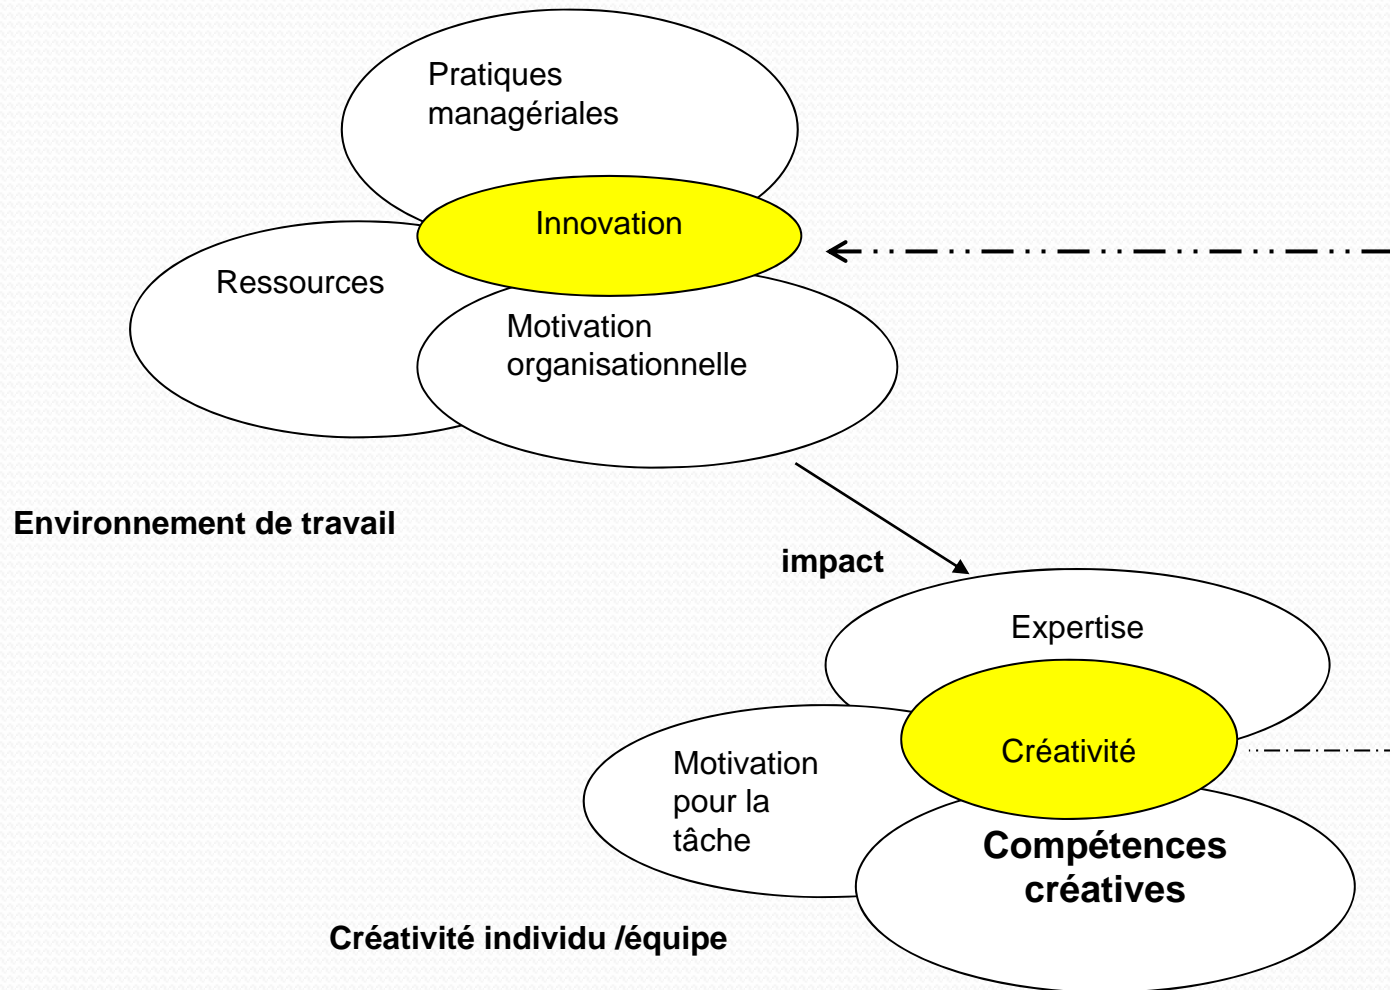 Pratiques
managériales
Innovation
Ressources
Motivation
organisationnelle
Environnement de travail
impact
Expertise
Créativité
Motivation
pour la
tâche
Compétences
créatives
Créativité individu /équipe